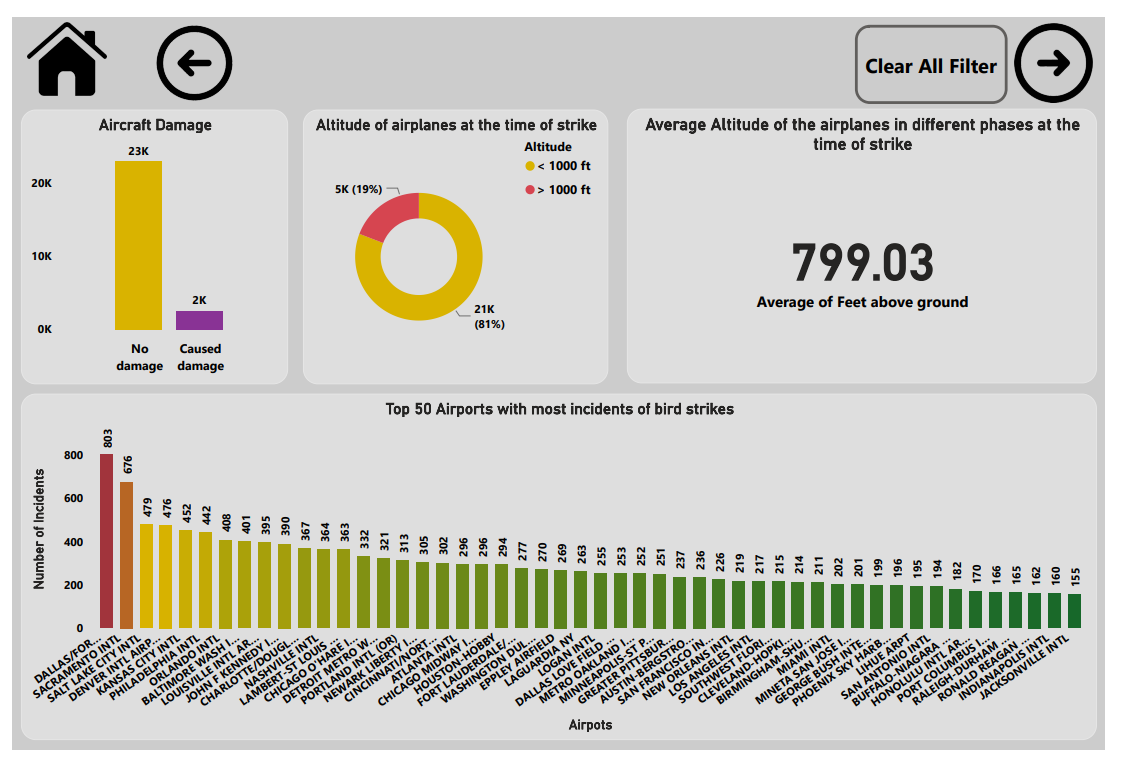 Clear All Filter
Aircraft Damage
23K
20K
10K
0K
2K
No
damage
Caused
damage
Altitude of airplanes at the time of strike
Altitude
< 1000 ft
> 1000 ft
5K (19%)
21K
(81%)
Average Altitude of the airplanes in different phases at the
time of strike
799.03
Average of Feet above ground
Top 50 Airports with most incidents of bird strikes
Number of Incidents
800
600
400
200
0
803
676
479
476
452
442
408
401
395
390
367
364
363
332
321
313
305
302
296
296
294
277
270
269
263
255
253
252
251
237
236
226
219
217
215
214
211
202
201
199
196
195
194
182
170
166
165
162
160
155
DALLAS/FOR...
SACRAMENTO INTL
SALT LAKE CITY INTL
DENVER INTL AIRP...
KANSAS CITY INTL
PHILADELPHIA INTL
ORLANDO INTL
BALTIMORE WASH I...
LOUISVILLE INTL AR...
JOHN F KENNEDY I...
CHARLOTTE/DOUGL...
NASHVILLE INTL
LAMBERT-ST LOUIS ...
CHICAGO O'HARE I...
DETROIT METRO W...
PORTLAND INTL (OR)
NEWARK LIBERTY I...
CINCINNATI/NORT...
ATLANTA INTL
CHICAGO MIDWAY I...
HOUSTON-HOBBY
FORT LAUDERDALE/...
WASHINGTON DUL...
EPPLEY AIRFIELD
LAGUARDIA NY
LOGAN INTL
DALLAS LOVE FIELD ...
METRO OAKLAND I...
MINNEAPOLIS-ST P...
GREATER PITTSBUR...
AUSTIN-BERGSTRO...
SAN FRANCISCO IN...
NEW ORLEANS INTL
LOS ANGELES INTL
SOUTHWEST FLORI...
CLEVELAND-HOPKI...
BIRMINGHAM-SHU...
MIAMI INTL
MINETA SAN JOSE I...
GEORGE BUSH INTE...
PHOENIX SKY HARB...
LIHUE ARPT
SAN ANTONIO INTL
BUFFALO-NIAGARA ...
HONOLULU INTL AR...
PORT COLUMBUS I...
RALEIGH-DURHAM...
RONALD REAGAN ...
INDIANAPOLIS INTL
JACKSONVILLE INTL
Airpots